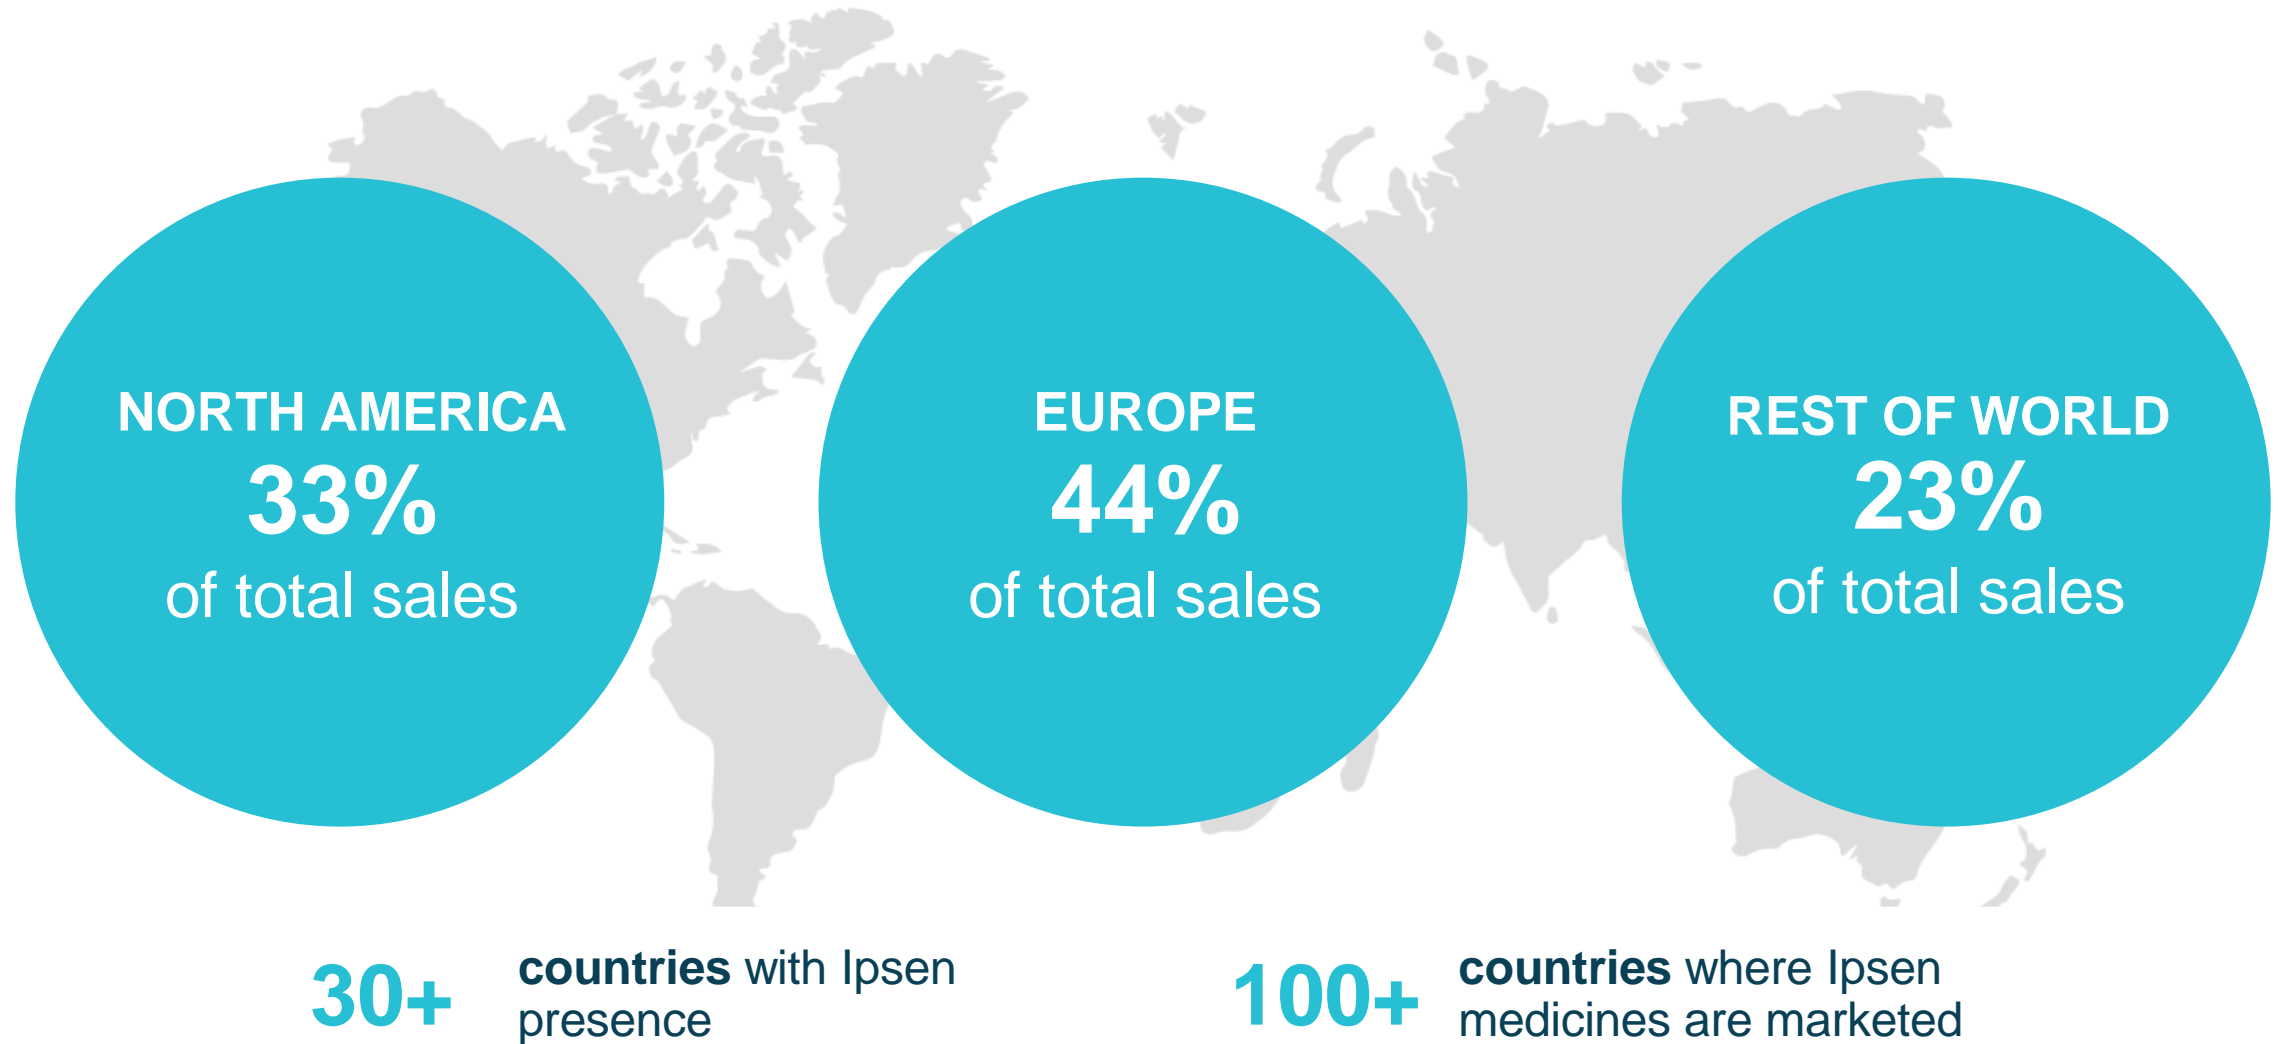 NORTH AMERICA
33%
of total sales
EUROPE
44%
of total sales
REST OF WORLD
23%
of total sales
30+
countries with Ipsen
presence
100+
countries where Ipsen
medicines are marketed